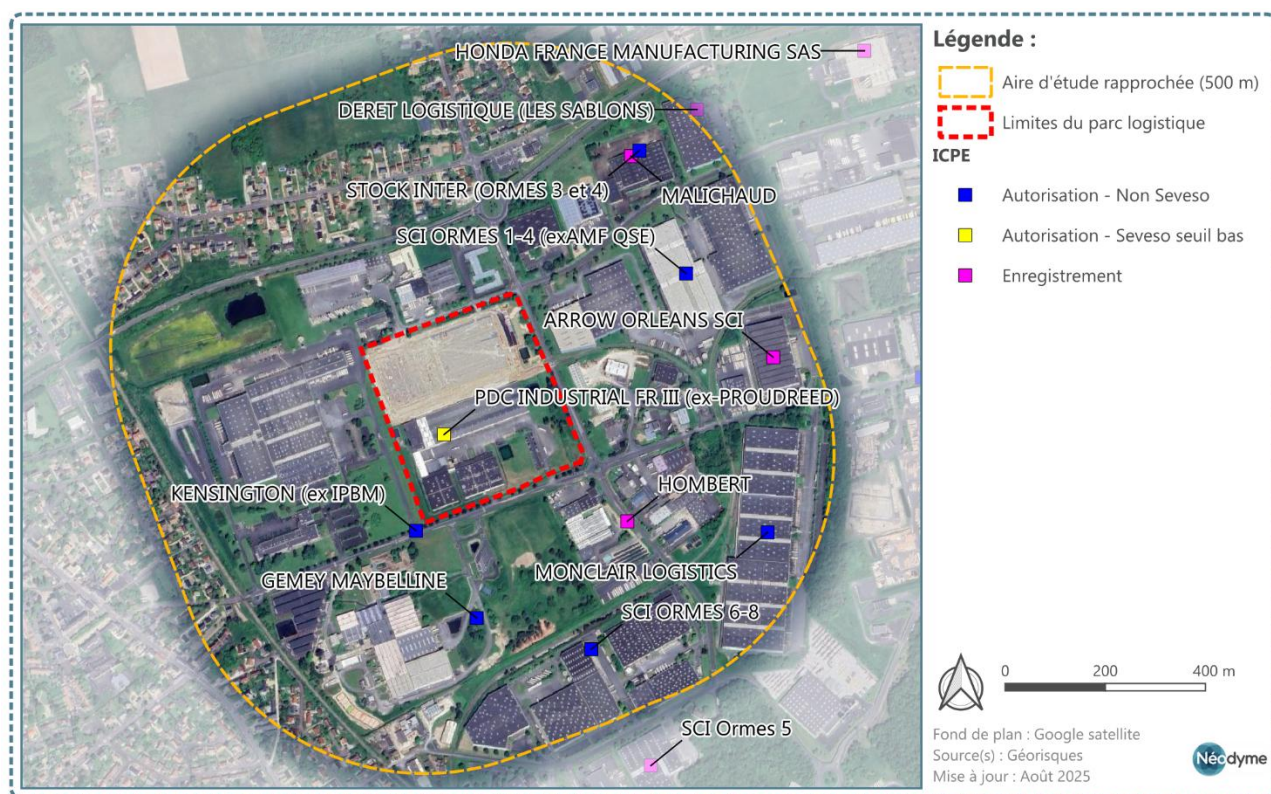 HONDA FRANCE MANUFACTURING SAS
DERET LOGISTIQUE (LES SABLONS)
STOCK INTER (ORMES 3 et 4)
MALICHAUD
SCI ORMES 1-4 (exAMF QSE)
ARROW ORLEANS SCI
PDC INDUSTRIAL FR III (ex-PROUDREED)
KENSINGTON (ex IPBM)
HOMBERT
MONCLAIR LOGISTICS
GEMEY MAYBELLINE
SCI ORMES 6-8
SCI Ormes 5
Légende :
Aire d'étude rapprochée (500 m)
Limites du parc logistique
ICPE
Autorisation - Non Seveso
Autorisation - Seveso seuil bas
Enregistrement
0 200 400 m
Fond de plan : Google satellite
Source(s) : Géorisques
Mise à jour : Août 2025
Néodyme